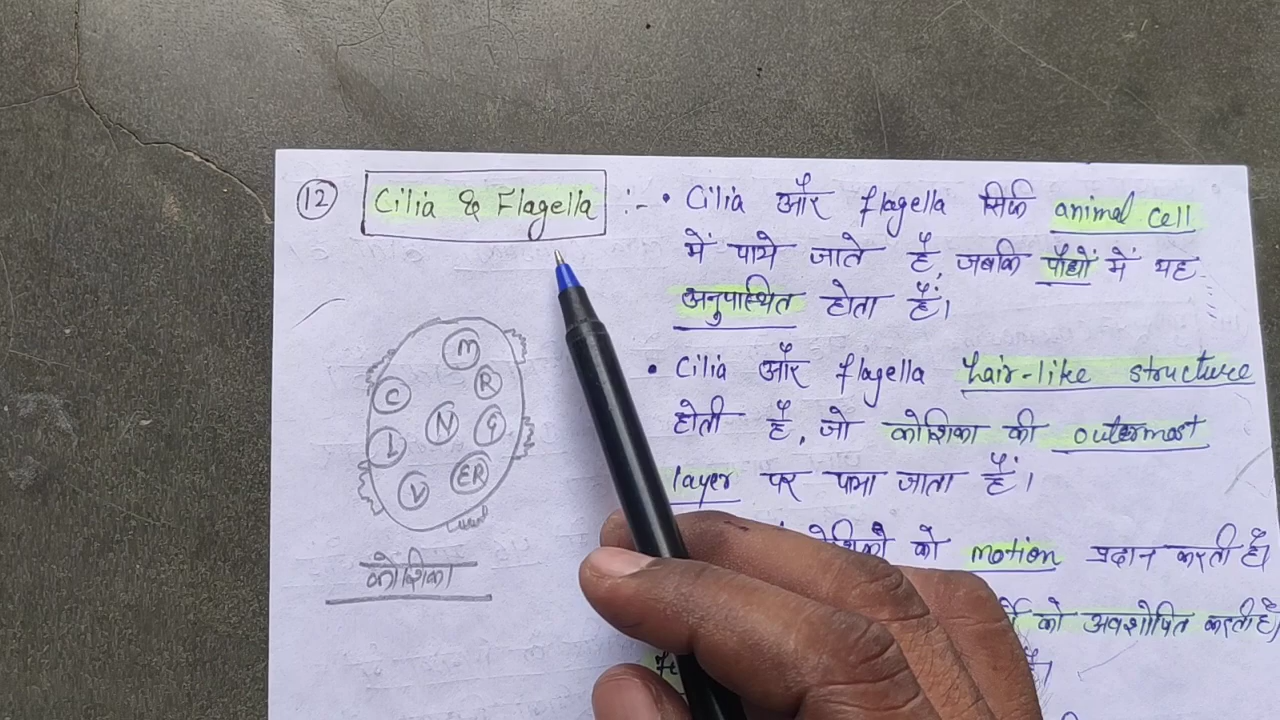 12 Cilia & Flagella :- • Cilia और flagella सिर्फ animal cell
में पाये जाते है, जबकि पौधों में यह
अनुपास्थित होता हैं।
• Cilia और flagella hair-like structure
होती है, जो कोशिका की outermost
layer पर पाया जाता हैं।
को motion प्रदान करती है।
को अवशोषित करती है
है।
M
R
C
N
G
L
ER
V
कोशिका